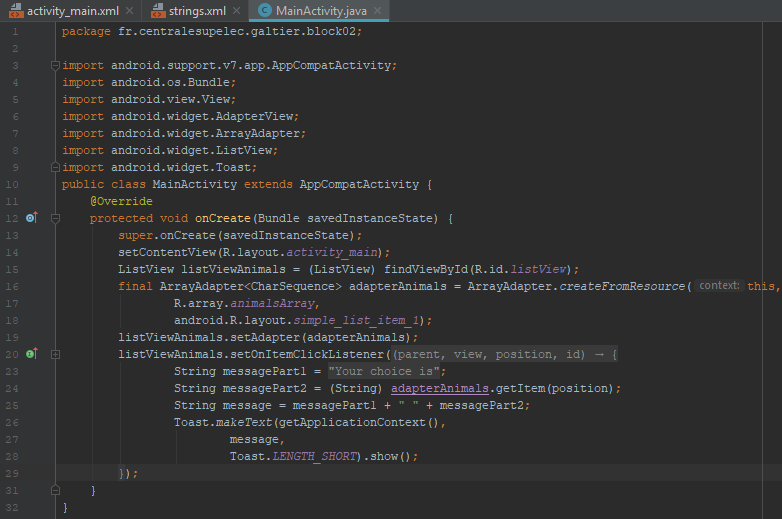 activity_main.xml × strings.xml × MainActivity.java ×
1 package fr.centralesupelec.galtier.block02;
2
3 import android.support.v7.app.AppCompatActivity;
4 import android.os.Bundle;
5 import android.view.View;
6 import android.widget.AdapterView;
7 import android.widget.ArrayAdapter;
8 import android.widget.ListView;
9 import android.widget.Toast;
10 public class MainActivity extends AppCompatActivity {
11 @Override
12 protected void onCreate(Bundle savedInstanceState) {
13 super.onCreate(savedInstanceState);
14 setContentView(R.layout.activity_main);
15 ListView listViewAnimals = (ListView) findViewById(R.id.listView);
16 final ArrayAdapter<CharSequence> adapterAnimals = ArrayAdapter.createFromResource( context: this,
17 R.array.animalsArray,
18 android.R.layout.simple_list_item_1);
19 listViewAnimals.setAdapter(adapterAnimals);
20 listViewAnimals.setOnItemClickListener((parent, view, position, id) → {
23 String messagePart1 = "Your choice is";
24 String messagePart2 = (String) adapterAnimals.getItem(position);
25 String message = messagePart1 + " " + messagePart2;
26 Toast.makeText(getApplicationContext(),
27 message,
28 Toast.LENGTH_SHORT).show();
29 });
31 }
32 }